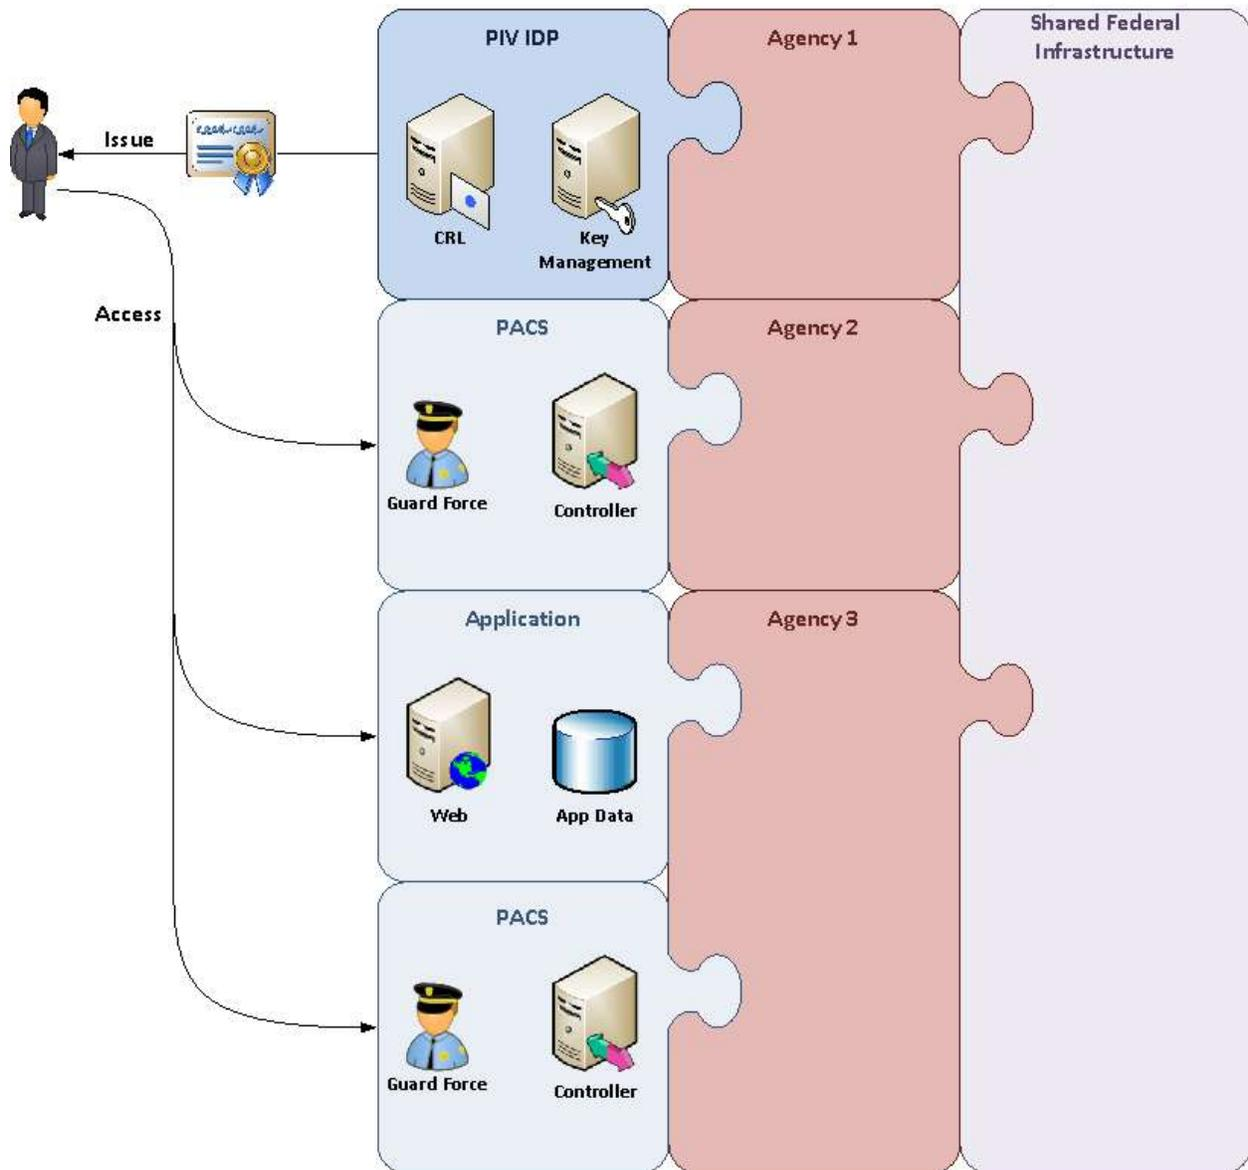 PIV IDP
Agency 1
Shared Federal
Infrastructure
Issue
CRL
Key
Management
Access
PACS
Agency 2
Guard Force
Controller
Application
Agency 3
Web
App Data
PACS
Guard Force
Controller